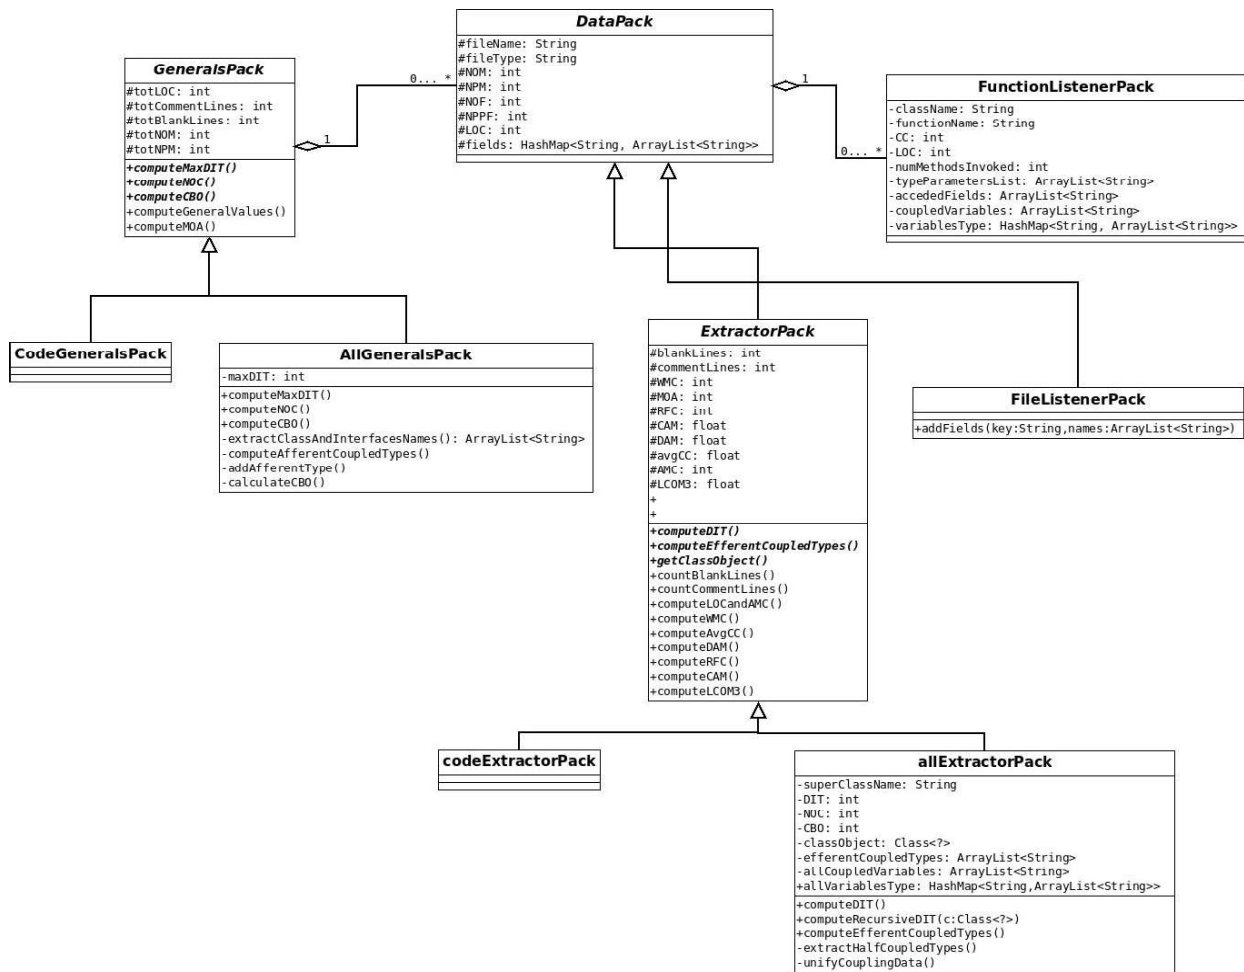 DataPack
#fileName: String
#fileType: String
#NOM: int
#NPM: int
#NOF: int
#NPPF: int
#LOC: int
#fields: HashMap<String, ArrayList<String>>
GeneralsPack
#totLOC: int
#totCommentLines: int
#totBlankLines: int
#totNOM: int
#totNPM: int
+computeMaxDIT()
+computeNOC()
+computeCBO()
+computeGeneralValues()
+computeMOA()
1
0... *
1
0... *
FunctionListenerPack
-className: String
-functionName: String
-CC: int
-LOC: int
-numMethodsInvoked: int
-typeParametersList: ArrayList<String>
-accededFields: ArrayList<String>
-coupledVariables: ArrayList<String>
-variablesType: HashMap<String, ArrayList<String>>
CodeGeneralsPack
AllGeneralsPack
-maxDIT: int
+computeMaxDIT()
+computeNOC()
+computeCBO()
-extractClassAndInterfacesNames(): ArrayList<String>
-computeAfferentCoupledTypes()
-addAfferentType()
-calculateCBO()
ExtractorPack
#blankLines: int
#commentLines: int
#WMC: int
#MOA: int
#RFC: int
#CAM: float
#DAM: float
#avgCC: float
#AMC: int
#LCOM3: float
+
+
+computeDIT()
+computeEfferentCoupledTypes()
+getClassObject()
+countBlankLines()
+countCommentLines()
+computeLOCandAMC()
+computeWMC()
+computeAvgCC()
+computeDAM()
+computeRFC()
+computeCAM()
+computeLCOM3()
FileListenerPack
+addFields(key:String,names:ArrayList<String>)
codeExtractorPack
allExtractorPack
-superClassName: String
-DIT: int
-NOC: int
-CBO: int
-classObject: Class<?>
-efferentCoupledTypes: ArrayList<String>
-allCoupledVariables: ArrayList<String>
+allVariablesType: HashMap<String,ArrayList<String>>
+computeDIT()
+computeRecursiveDIT(c:Class<?>)
+computeEfferentCoupledTypes()
-extractHalfCoupledTypes()
-unifyCouplingData()